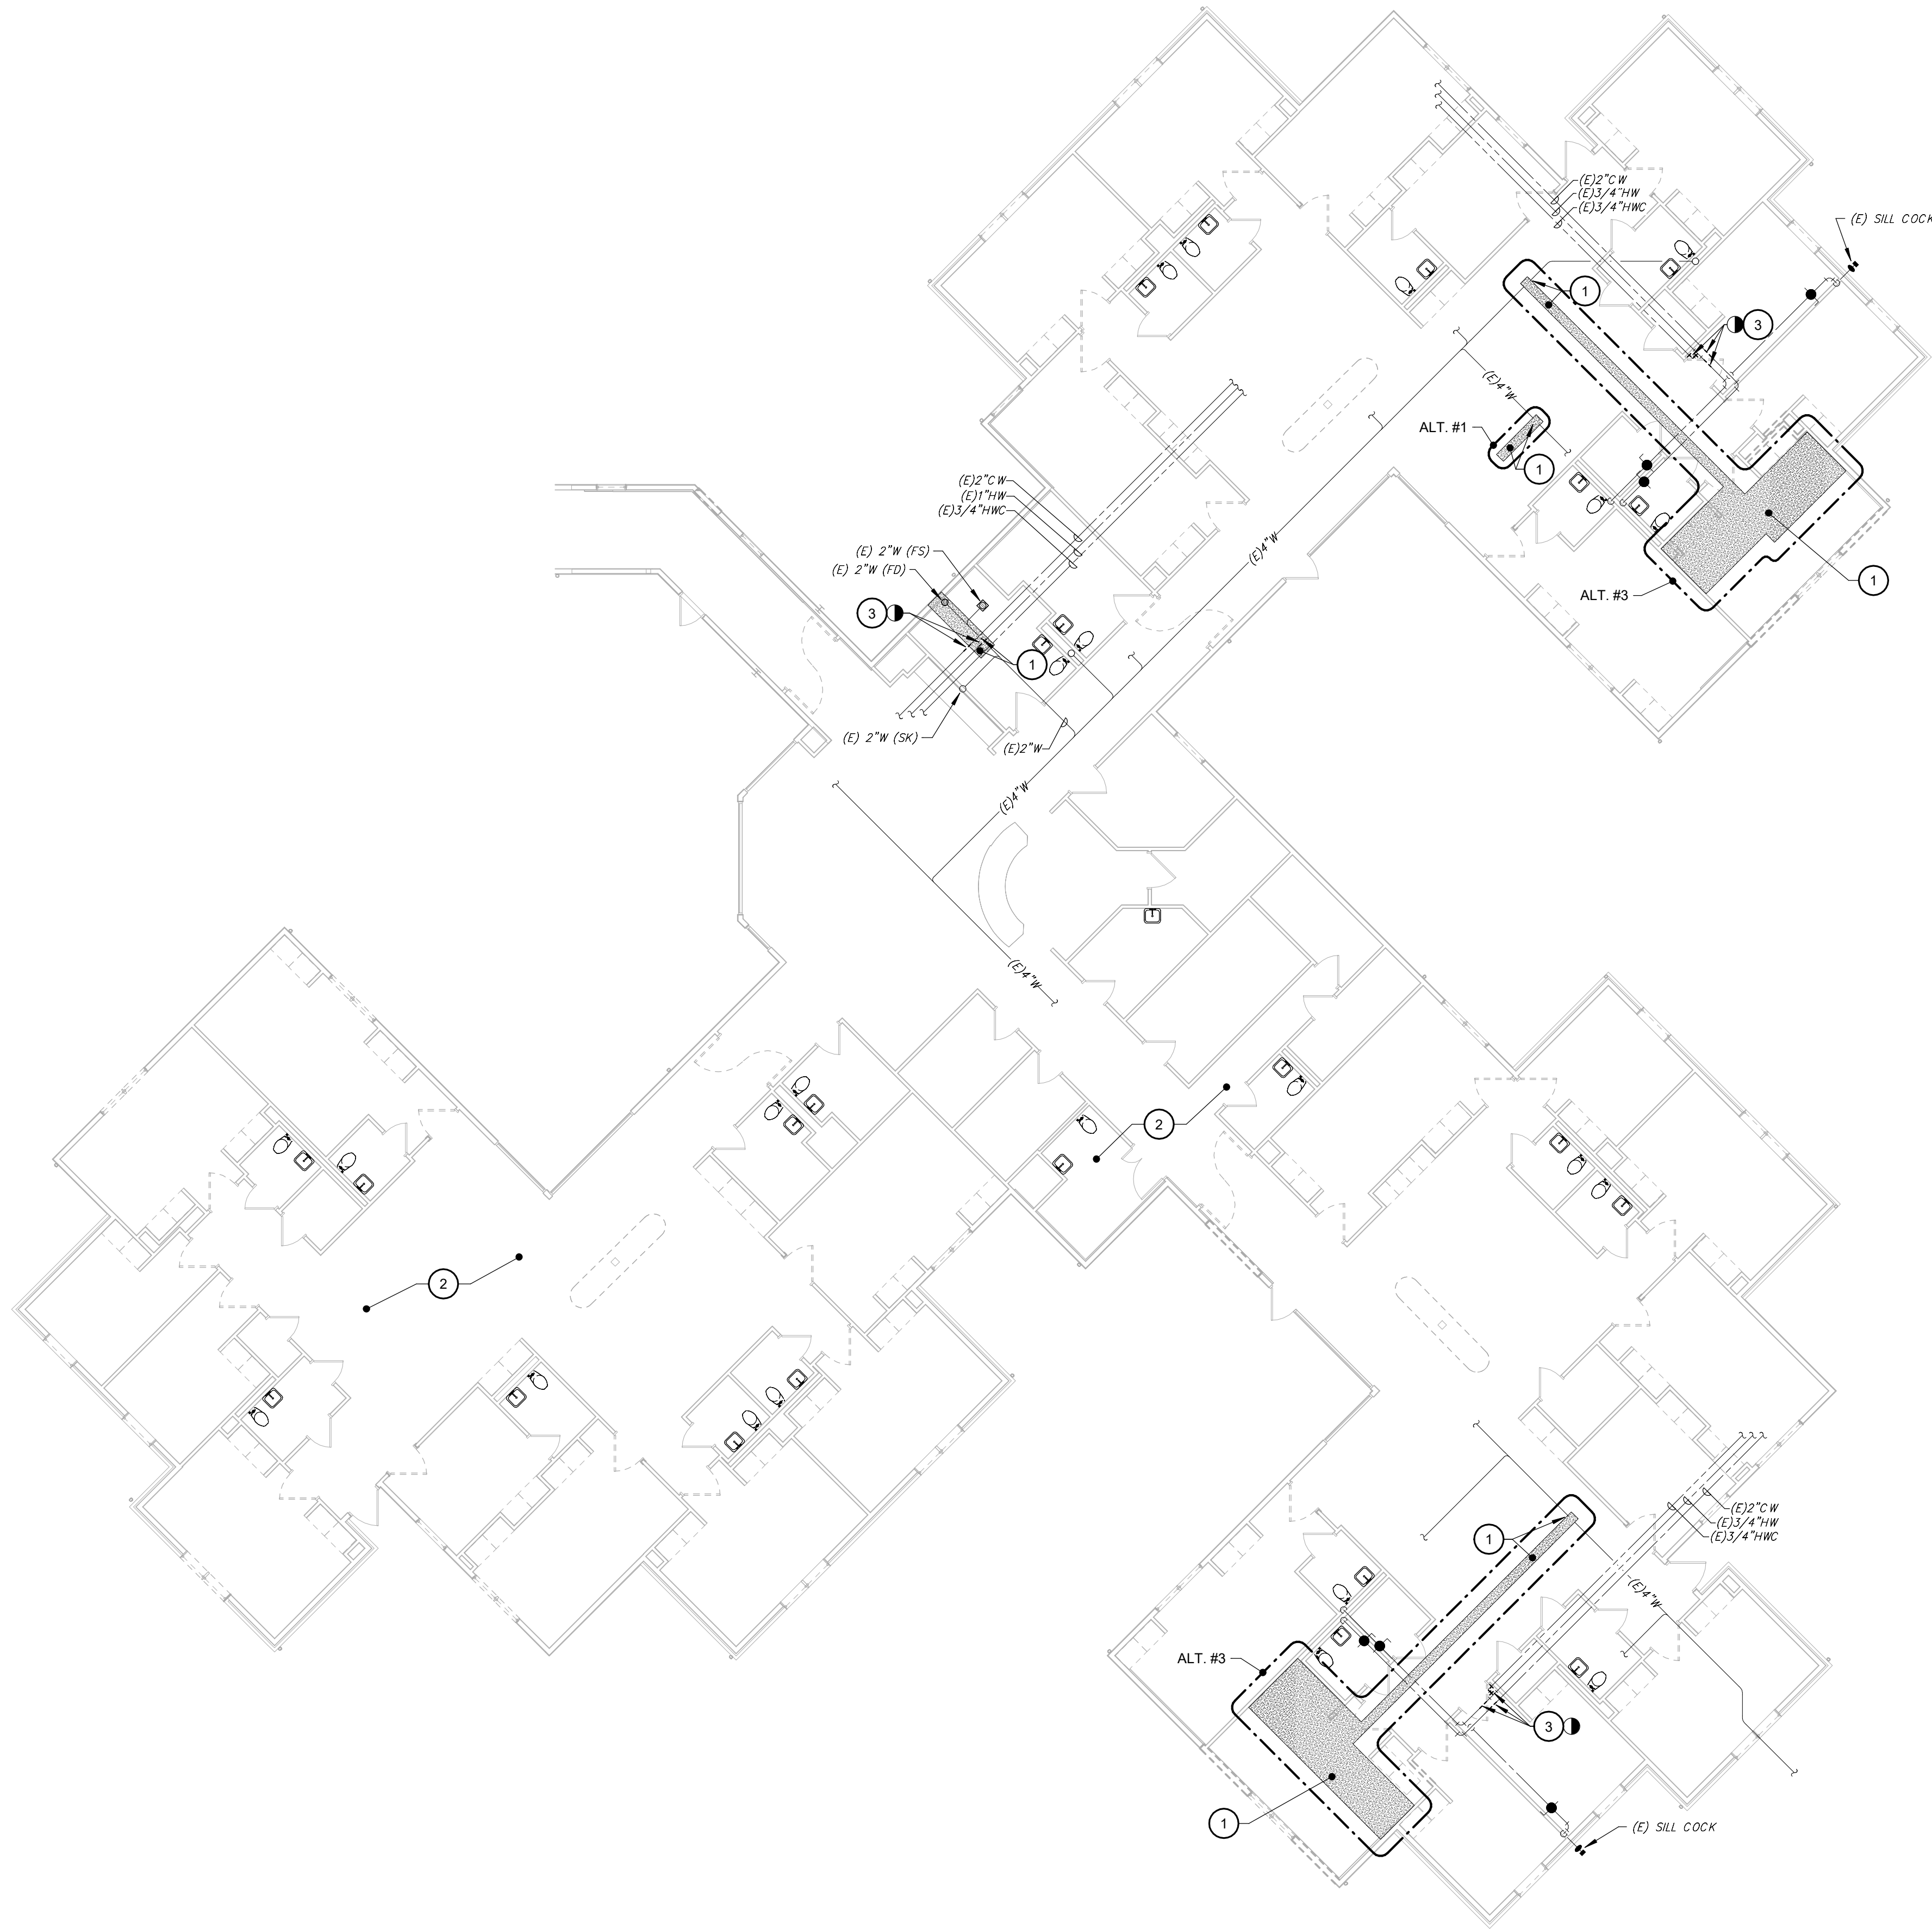 (E)2"CW
(E)3/4"HW
(E)3/4"HWC
(E) SILL COCK
1
3
(E)4"W
ALT. #1
1
(E)2"CW
(E)1"HW
(E)3/4"HWC
(E)4"W
(E) 2"W (FS)
(E) 2"W (FD)
1
ALT. #3
3
1
(E) 2"W (SK)
(E)2"W
(E)4"W
(E)4"W
2
2
(E)2"CW
(E)3/4"HW
(E)3/4"HWC
1
(E)4"W
ALT. #3
3
1
(E) SILL COCK